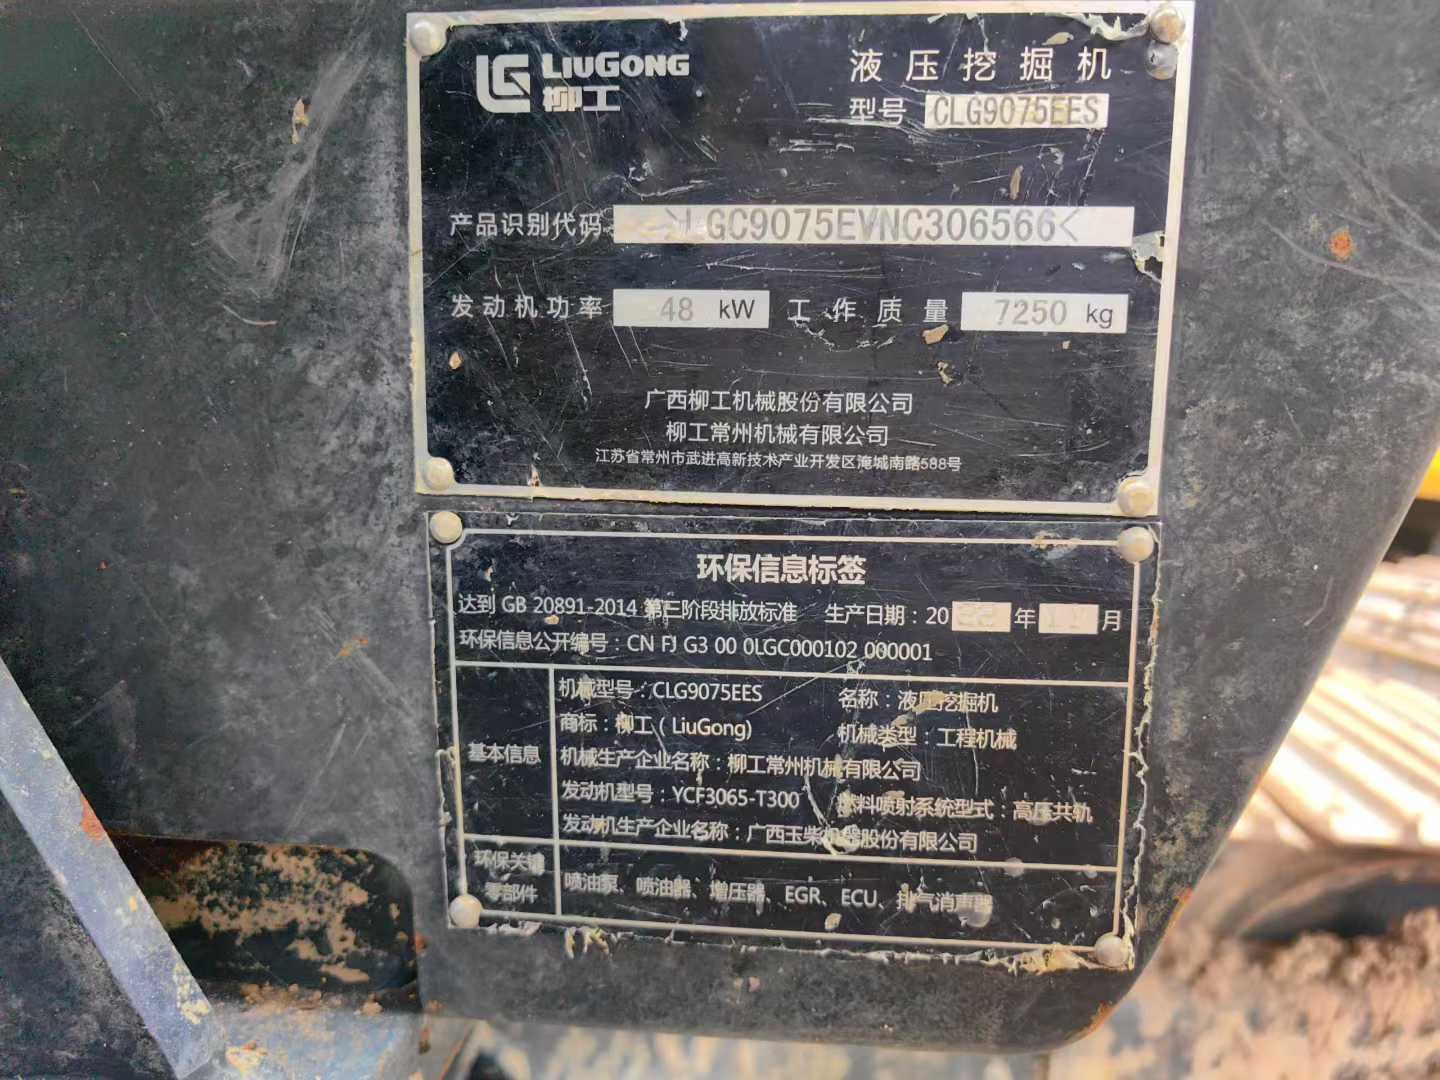 LiuGong
柳工
液压挖掘机
型号 CLG9075EES
产品识别代码 >LGC9075EVNC306566<
发动机功率 48 kW 工作质量 7250 kg
广西柳工机械股份有限公司
柳工常州机械有限公司
江苏省常州市武进高新技术产业开发区淹城南路588号
环保信息标签
达到 GB 20891-2014 第三阶段排放标准 生产日期：2022年11月
环保信息公开编号：CN FJ G3 00 0LGC000102 000001
基本信息
机械型号：CLG9075EES 名称：液压挖掘机
商标：柳工（LiuGong) 机械类型：工程机械
机械生产企业名称：柳工常州机械有限公司
发动机型号：YCF3065-T300 燃料喷射系统型式：高压共轨
发动机生产企业名称：广西玉柴机器股份有限公司
环保关键
零部件
喷油泵、喷油器、增压器、EGR、ECU、排气消声器